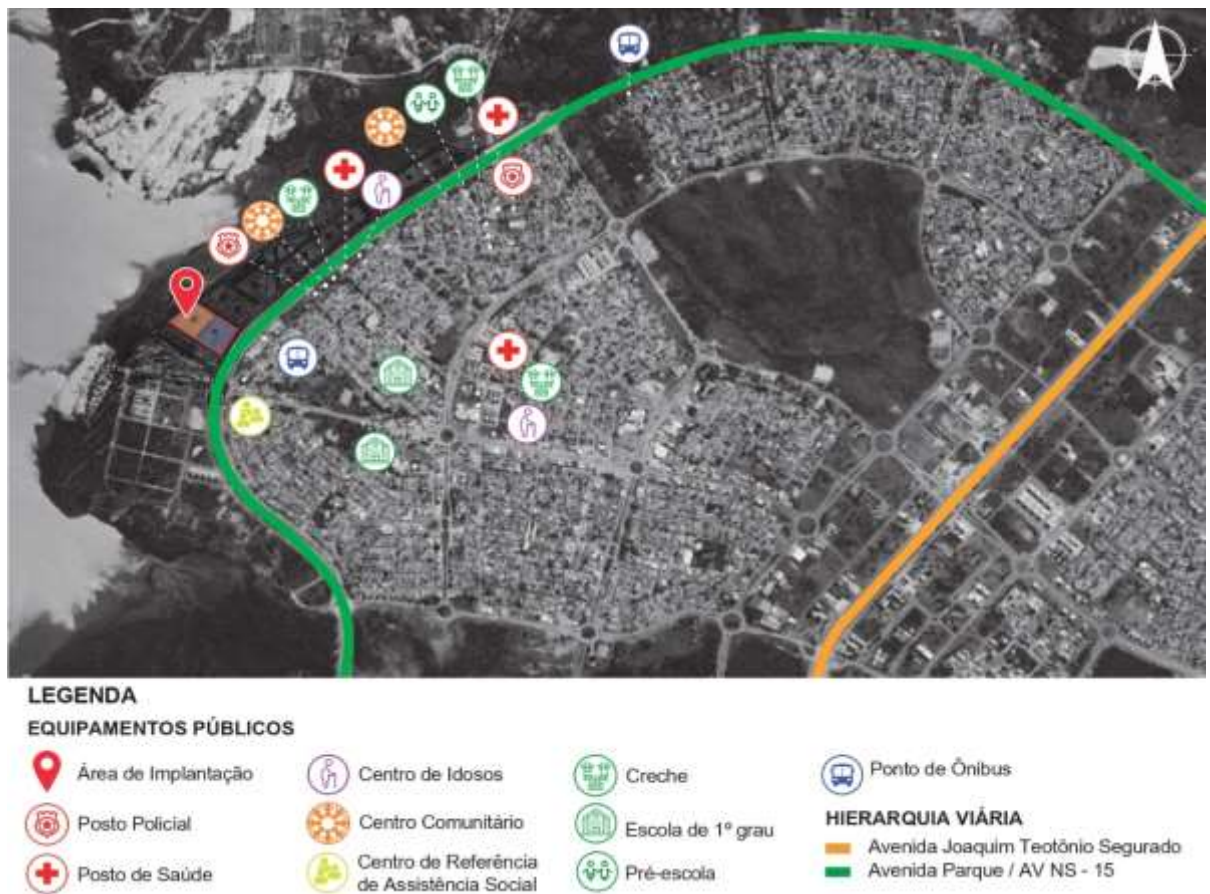 LEGENDA
EQUIPAMENTOS PÚBLICOS
Área de Implantação
Posto Policial
Posto de Saúde
Centro de Idosos
Centro Comunitário
Centro de Referência
de Assistência Social
Creche
Escola de 1º grau
Pré-escola
Ponto de Ônibus
HIERARQUIA VIÁRIA
Avenida Joaquim Teotônio Segurado
Avenida Parque / AV NS - 15